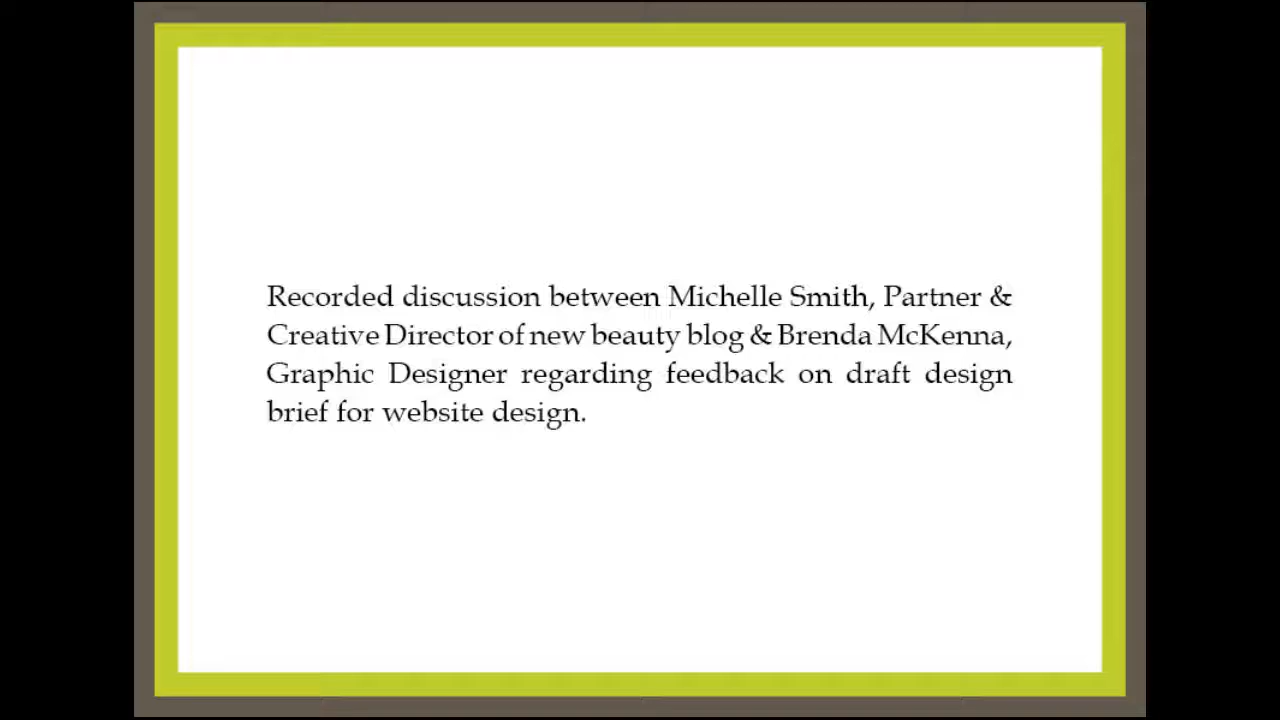 Recorded discussion between Michelle Smith, Partner &
Creative Director of new beauty blog & Brenda McKenna,
Graphic Designer regarding feedback on draft design
brief for website design.